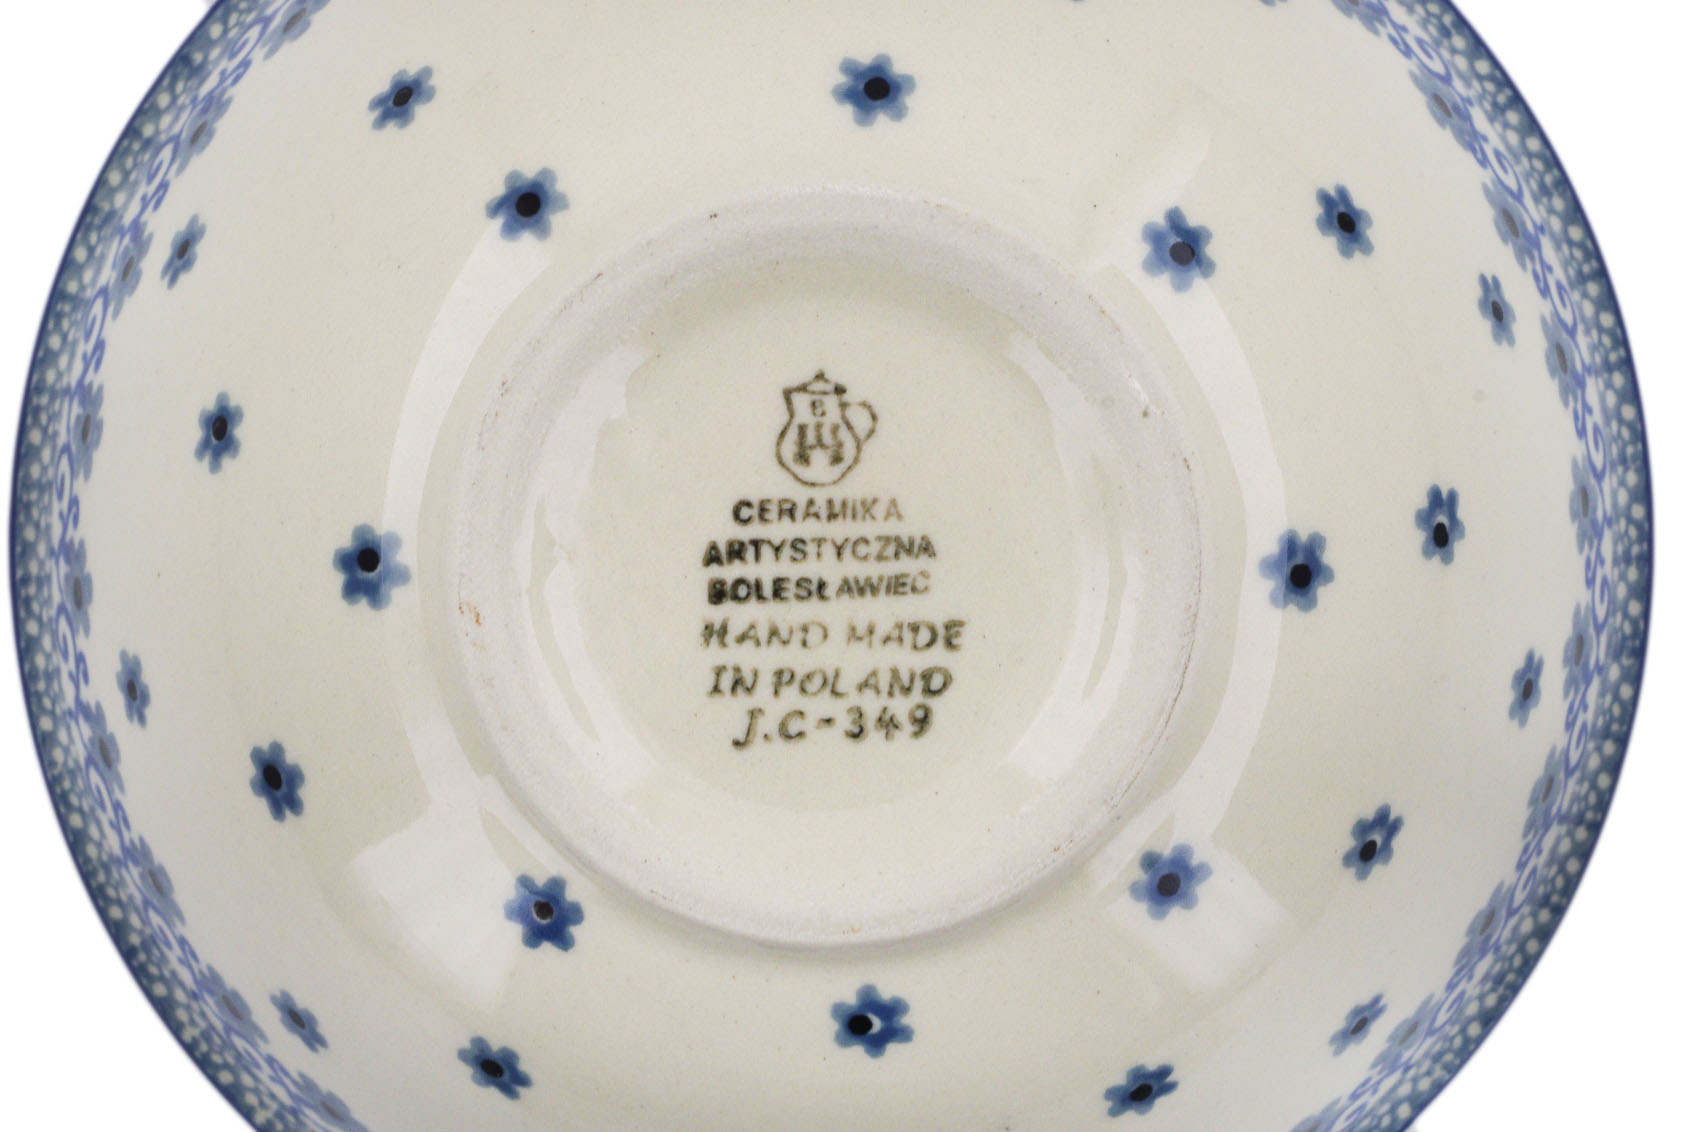 B
CERAMIKA
ARTYSTYCZNA
BOLESŁAWIEC
HAND MADE
IN POLAND
J.C-349